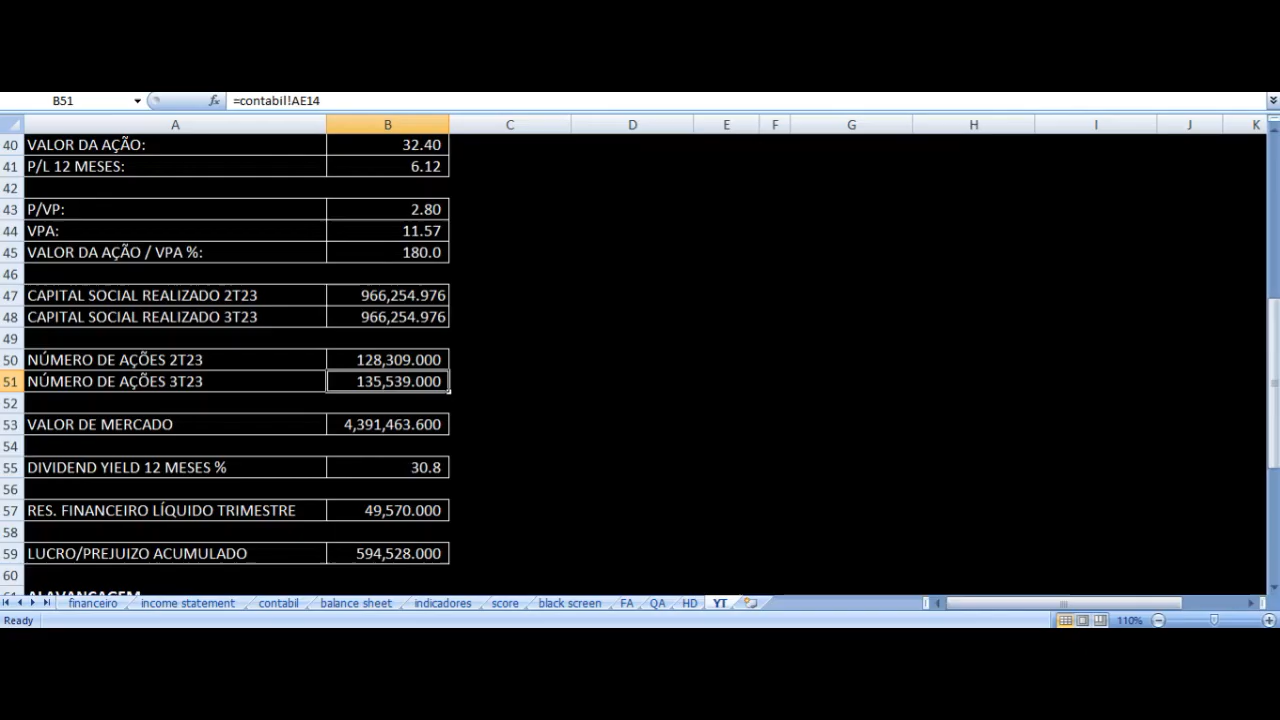 B51 fx =contabil!AE14
A B C D E F G H I J K
40 VALOR DA AÇÃO: 32.40
41 P/L 12 MESES: 6.12
42
43 P/VP: 2.80
44 VPA: 11.57
45 VALOR DA AÇÃO / VPA %: 180.0
46
47 CAPITAL SOCIAL REALIZADO 2T23 966,254.976
48 CAPITAL SOCIAL REALIZADO 3T23 966,254.976
49
50 NÚMERO DE AÇÕES 2T23 128,309.000
51 NÚMERO DE AÇÕES 3T23 135,539.000
52
53 VALOR DE MERCADO 4,391,463.600
54
55 DIVIDEND YIELD 12 MESES % 30.8
56
57 RES. FINANCEIRO LÍQUIDO TRIMESTRE 49,570.000
58
59 LUCRO/PREJUIZO ACUMULADO 594,528.000
60
61 ALAVANCAGEM
financeiro income statement contabil balance sheet indicadores score black screen FA QA HD YT
Ready 110%